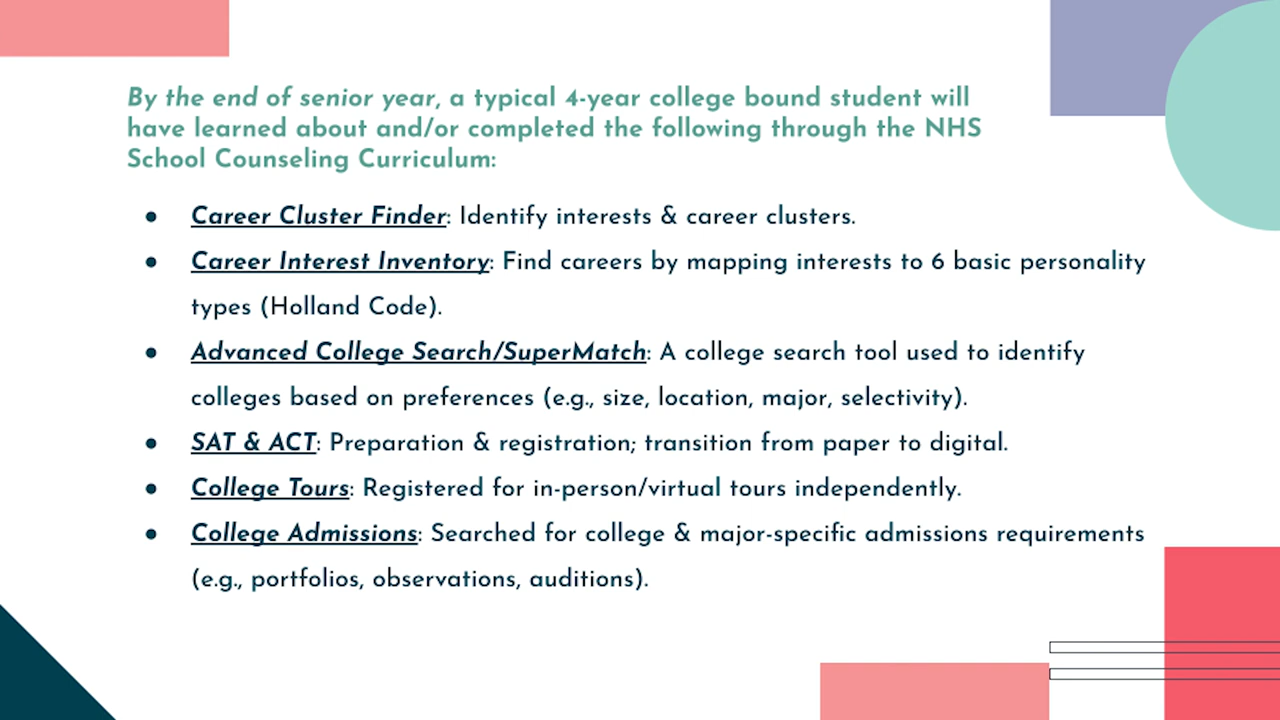 By the end of senior year, a typical 4-year college bound student will
have learned about and/or completed the following through the NHS
School Counseling Curriculum:
● Career Cluster Finder: Identify interests & career clusters.
● Career Interest Inventory: Find careers by mapping interests to 6 basic personality
types (Holland Code).
● Advanced College Search/SuperMatch: A college search tool used to identify
colleges based on preferences (e.g., size, location, major, selectivity).
● SAT & ACT: Preparation & registration; transition from paper to digital.
● College Tours: Registered for in-person/virtual tours independently.
● College Admissions: Searched for college & major-specific admissions requirements
(e.g., portfolios, observations, auditions).